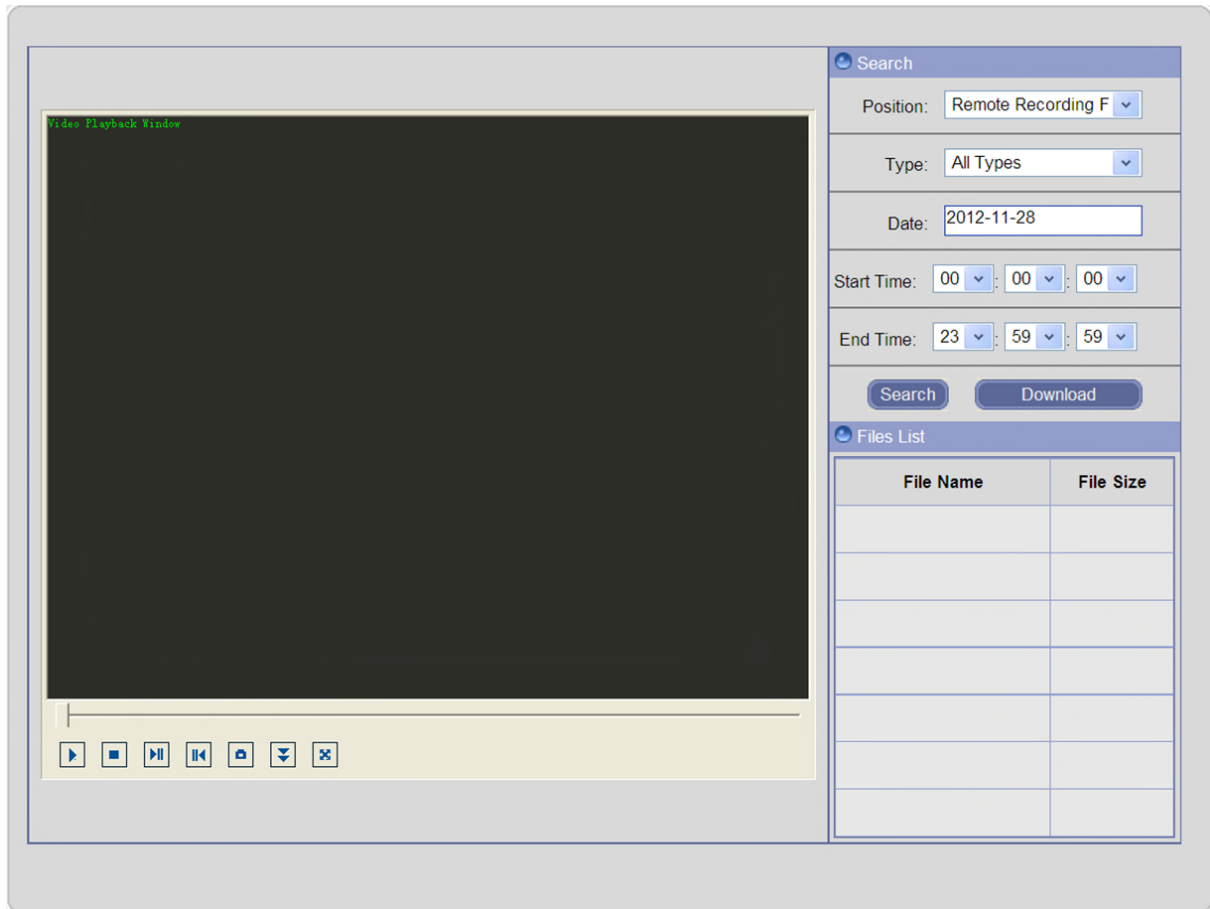 Search
Position: Remote Recording F
Video Playback Window
Type: All Types
Date: 2012-11-28
Start Time: 00 : 00 : 00
End Time: 23 : 59 : 59
Search Download
Files List
File Name File Size